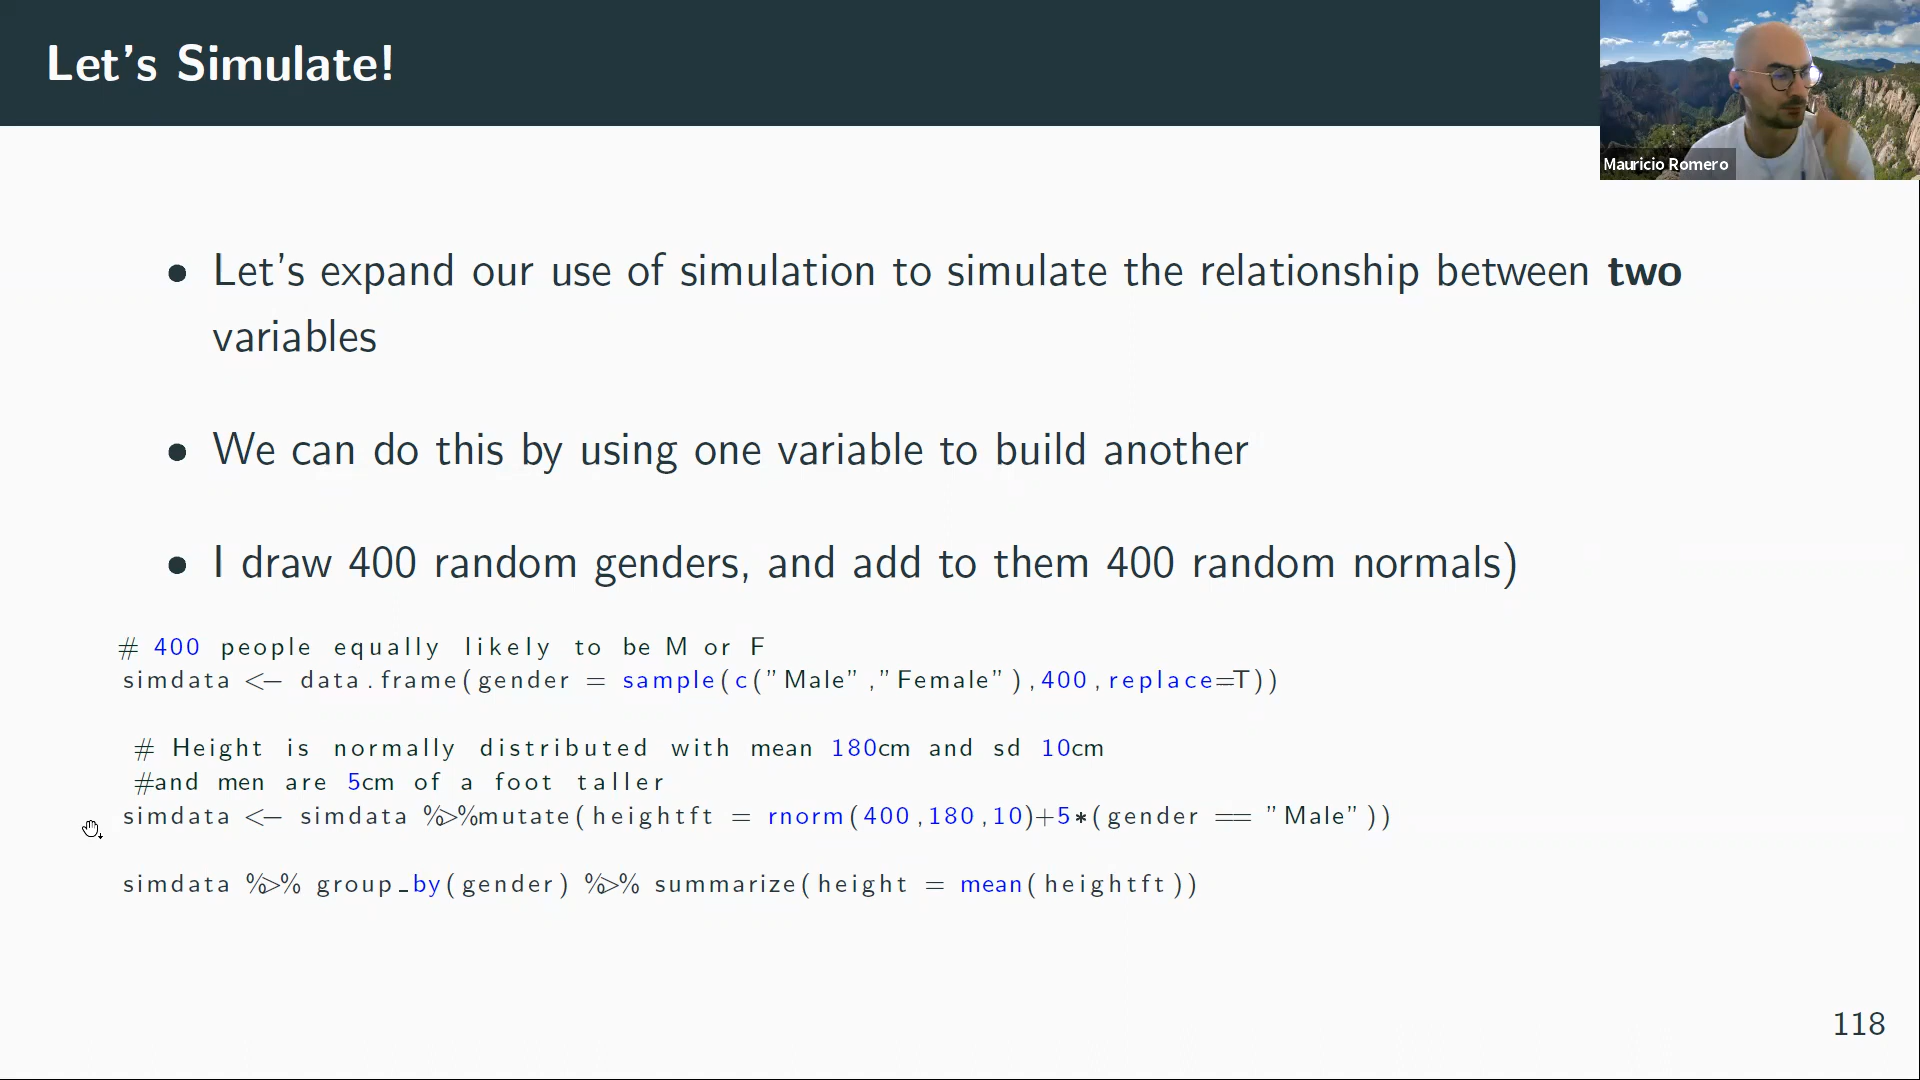 Let's Simulate!
Mauricio Romero
• Let's expand our use of simulation to simulate the relationship between two
variables
• We can do this by using one variable to build another
• I draw 400 random genders, and add to them 400 random normals)
# 400 people equally likely to be M or F
simdata <- data.frame(gender = sample(c("Male","Female"),400,replace=T))
# Height is normally distributed with mean 180cm and sd 10cm
#and men are 5cm of a foot taller
simdata <- simdata %>%mutate(heightft = rnorm(400,180,10)+5*(gender == "Male"))
simdata %>% group_by(gender) %>% summarize(height = mean(heightft))
118